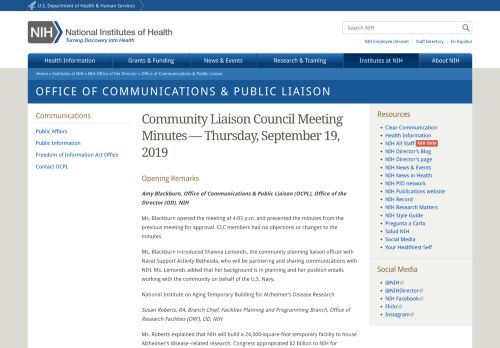 U.S. Department of Health & Human Services
Search NIH
NIH
National Institutes of Health
Turning Discovery Into Health
NIH Employee Intranet
Staff Directory
En Español
Health Information
Grants & Funding
News & Events
Research & Training
Institutes at NIH
About NIH
Home » Institutes at NIH » NIH Office of the Director » Office of Communications & Public Liaison
OFFICE OF COMMUNICATIONS & PUBLIC LIAISON
Communications
Public Affairs
Public Information
Freedom of Information Act Office
Contact OCPL
Community Liaison Council Meeting
Minutes — Thursday, September 19,
2019
Opening Remarks
Amy Blackburn, Office of Communications & Public Liaison (OCPL), Office of the
Director (OD), NIH
Ms. Blackburn opened the meeting at 4:03 p.m. and presented the minutes from the
previous meeting for approval. CLC members had no objections or changes to the
minutes.
Ms. Blackburn introduced Shawna Lemonds, the community planning liaison officer with
Naval Support Activity Bethesda, who will be partnering and sharing communications with
NIH. Ms. Lemonds added that her background is in planning and her position entails
working with the community on behalf of the U.S. Navy.
National Institute on Aging Temporary Building for Alzheimer's Disease Research
Susan Roberts, RA, Branch Chief, Facilities Planning and Programming Branch, Office of
Research Facilities (ORF), OD, NIH
Ms. Roberts explained that NIH will build a 24,000-square-foot temporary facility to house
Alzheimer's disease–related research. Congress appropriated $2 billion to NIH for
Resources
Clear Communication
Health Information
NIH All Staff NIH Only
NIH Director's Blog
NIH Director's page
NIH News & Events
NIH News in Health
NIH PIO network
NIH Publications website
NIH Record
NIH Research Matters
NIH Style Guide
Pregunta a Carla
Salud NIH
Social Media
Your Healthiest Self
Social Media
@NIH
@NIHDirector
NIH Facebook
Flickr
Instagram